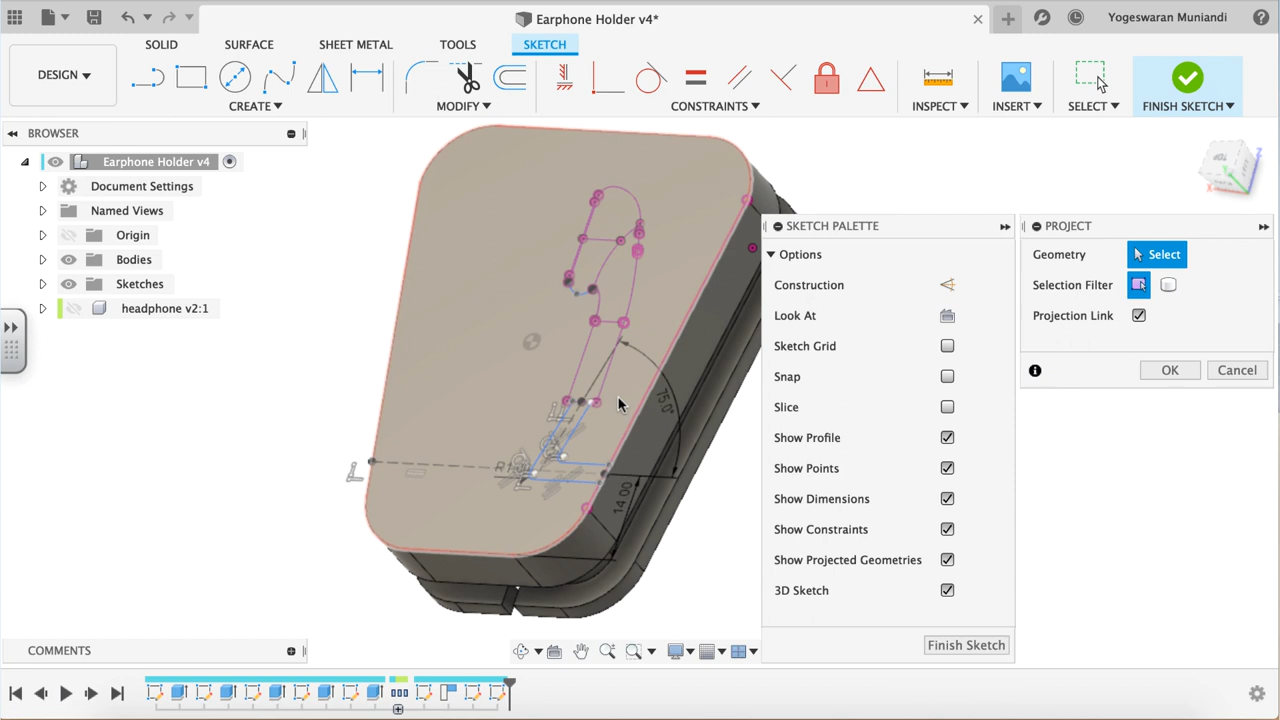 Earphone Holder v4*
Yogeswaran Muniandi
DESIGN
SOLID
SURFACE
SHEET METAL
TOOLS
SKETCH
CREATE
MODIFY
CONSTRAINTS
INSPECT
INSERT
SELECT
FINISH SKETCH
BROWSER
Earphone Holder v4
Document Settings
Named Views
Origin
Bodies
Sketches
headphone v2:1
75.0°
14.00
SKETCH PALETTE
Options
Construction
Look At
Sketch Grid
Snap
Slice
Show Profile
Show Points
Show Dimensions
Show Constraints
Show Projected Geometries
3D Sketch
Finish Sketch
PROJECT
Geometry
Select
Selection Filter
Projection Link
OK
Cancel
COMMENTS